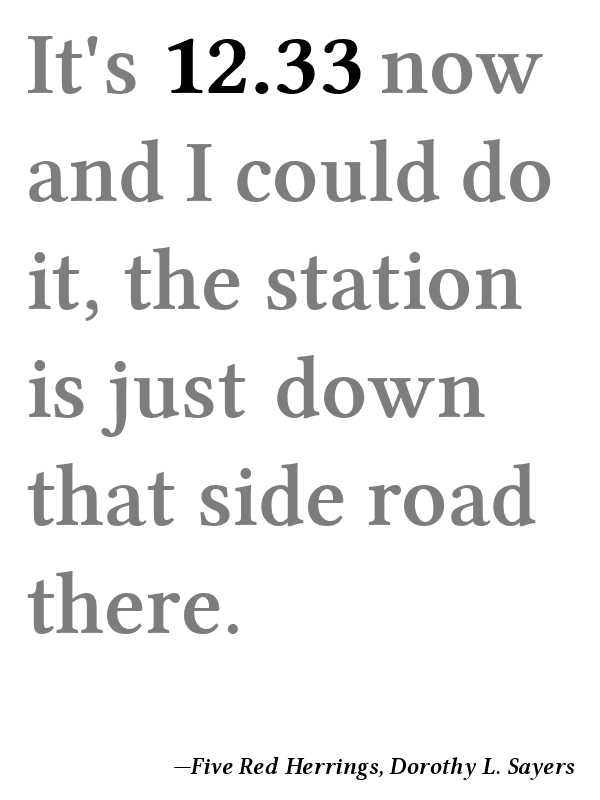 It's 12.33 now
and I could do
it, the station
is just down
that side road
there.
—Five Red Herrings, Dorothy L. Sayers